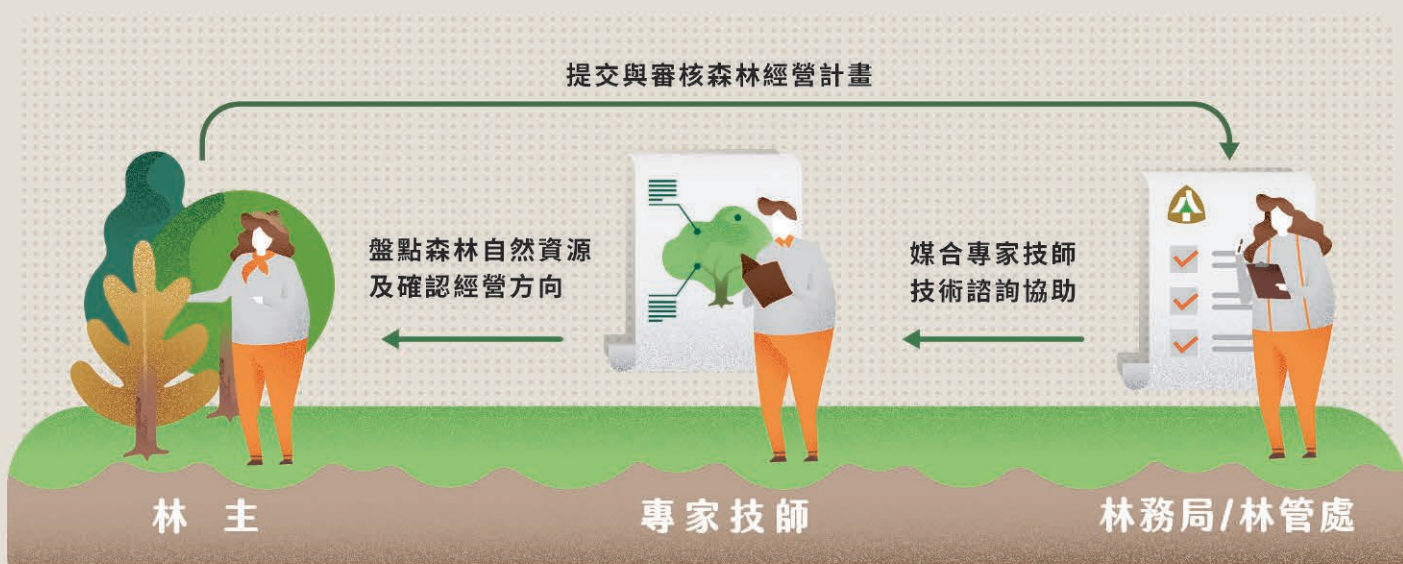 提交與審核森林經營計畫
盤點森林自然資源
及確認經營方向
媒合專家技師
技術諮詢協助
林 主
專家技師
林務局/林管處